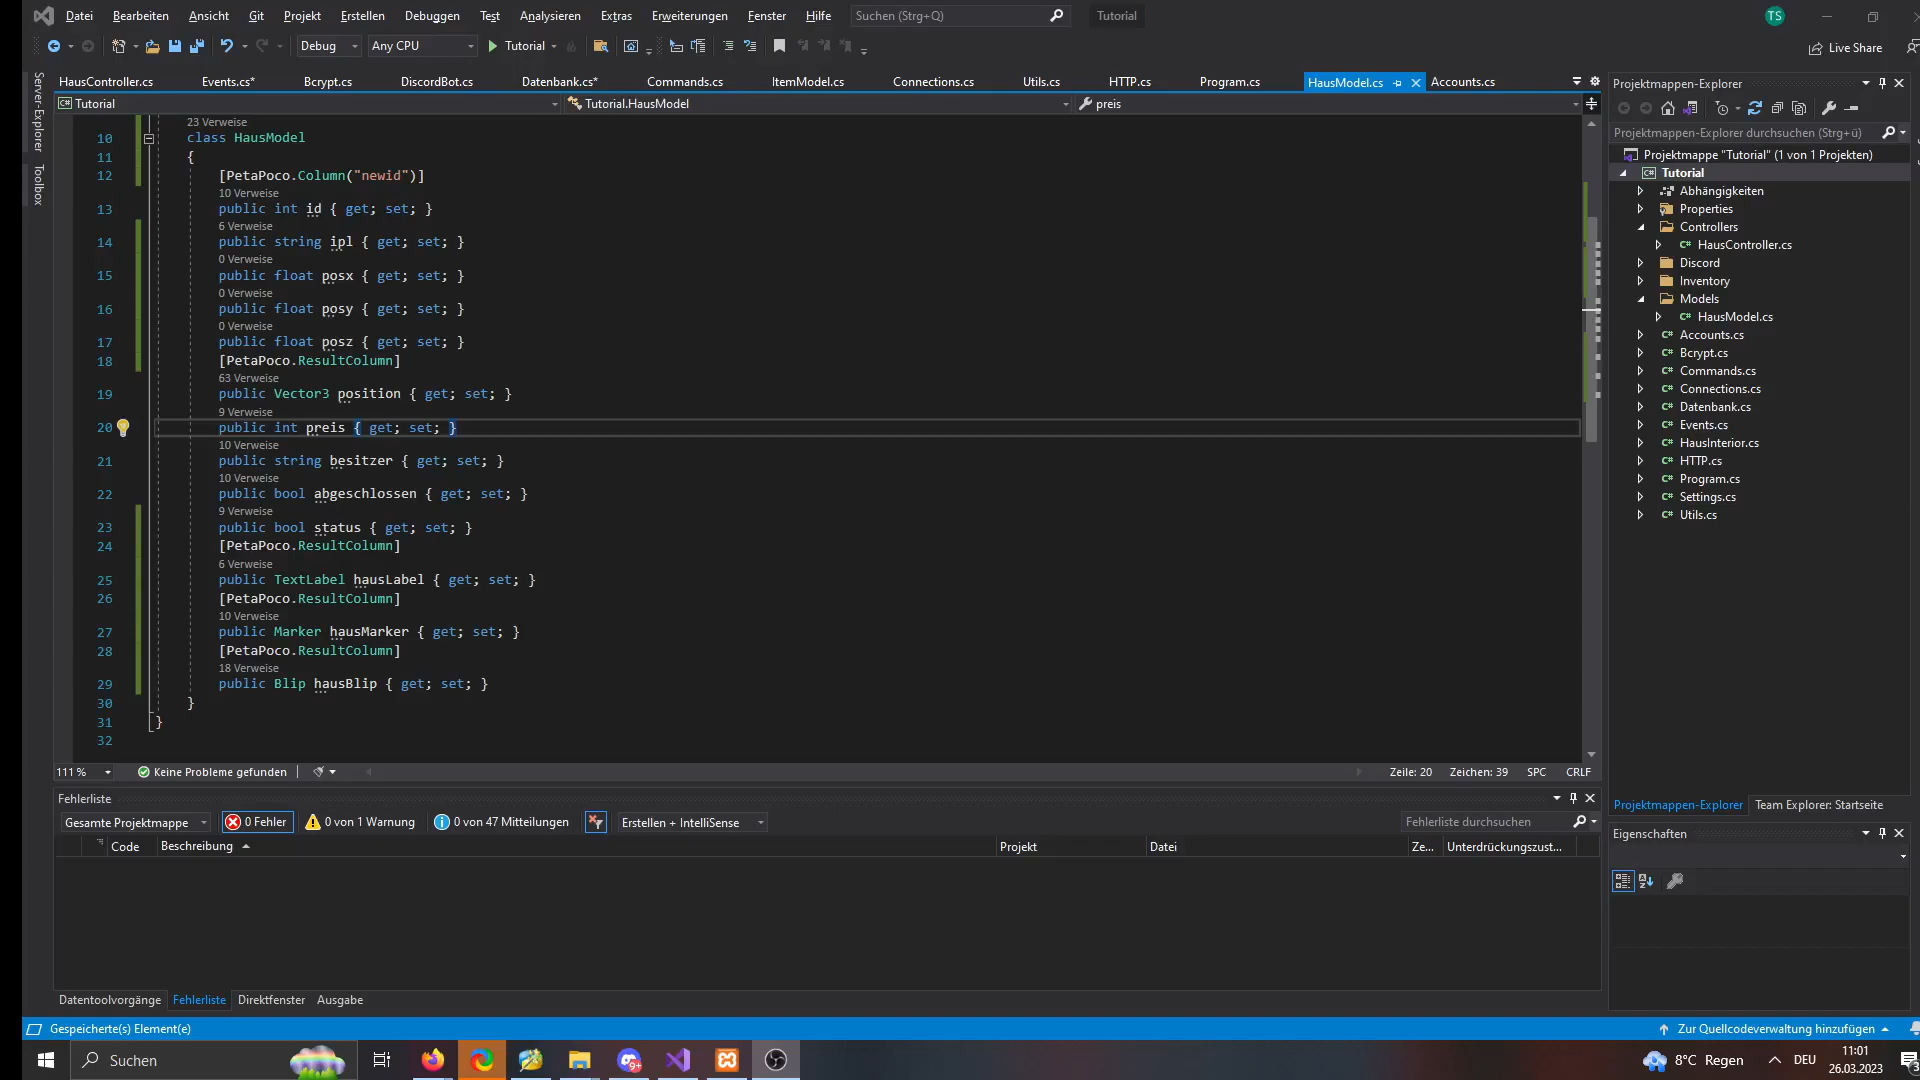 Datei Bearbeiten Ansicht Git Projekt Erstellen Debuggen Test Analysieren Extras Erweiterungen Fenster Hilfe Suchen (Strg+Q) Tutorial TS
Debug Any CPU Tutorial Live Share
HausController.cs Events.cs* Bcrypt.cs DiscordBot.cs Datenbank.cs* Commands.cs ItemModel.cs Connections.cs Utils.cs HTTP.cs Program.cs HausModel.cs Accounts.cs
Server-Explorer
Toolbox
Tutorial Tutorial.HausModel preis
23 Verweise
10 class HausModel
11 {
12 [PetaPoco.Column("newid")]
10 Verweise
13 public int id { get; set; }
6 Verweise
14 public string ipl { get; set; }
0 Verweise
15 public float posx { get; set; }
0 Verweise
16 public float posy { get; set; }
0 Verweise
17 public float posz { get; set; }
18 [PetaPoco.ResultColumn]
63 Verweise
19 public Vector3 position { get; set; }
9 Verweise
20 public int preis { get; set; }
10 Verweise
21 public string besitzer { get; set; }
10 Verweise
22 public bool abgeschlossen { get; set; }
9 Verweise
23 public bool status { get; set; }
24 [PetaPoco.ResultColumn]
6 Verweise
25 public TextLabel hausLabel { get; set; }
26 [PetaPoco.ResultColumn]
10 Verweise
27 public Marker hausMarker { get; set; }
28 [PetaPoco.ResultColumn]
18 Verweise
29 public Blip hausBlip { get; set; }
30 }
31 }
32
111 % Keine Probleme gefunden Zeile: 20 Zeichen: 39 SPC CRLF
Fehlerliste
Gesamte Projektmappe 0 Fehler 0 von 1 Warnung 0 von 47 Mitteilungen Erstellen + IntelliSense Fehlerliste durchsuchen
Code Beschreibung Projekt Datei Ze... Unterdrückungszust...
Datentoolvorgänge Fehlerliste Direktfenster Ausgabe
Projektmappen-Explorer
Projektmappen-Explorer durchsuchen (Strg+ü)
Projektmappe "Tutorial" (1 von 1 Projekten)
C# Tutorial
Abhängigkeiten
Properties
Controllers
C# HausController.cs
Discord
Inventory
Models
C# HausModel.cs
C# Accounts.cs
C# Bcrypt.cs
C# Commands.cs
C# Connections.cs
C# Datenbank.cs
C# Events.cs
C# HausInterior.cs
C# HTTP.cs
C# Program.cs
C# Settings.cs
C# Utils.cs
Projektmappen-Explorer Team Explorer: Startseite
Eigenschaften
Gespeicherte(s) Element(e) Zur Quellcodeverwaltung hinzufügen
Suchen 9+ 8°C Regen DEU 11:01
26.03.2023 3